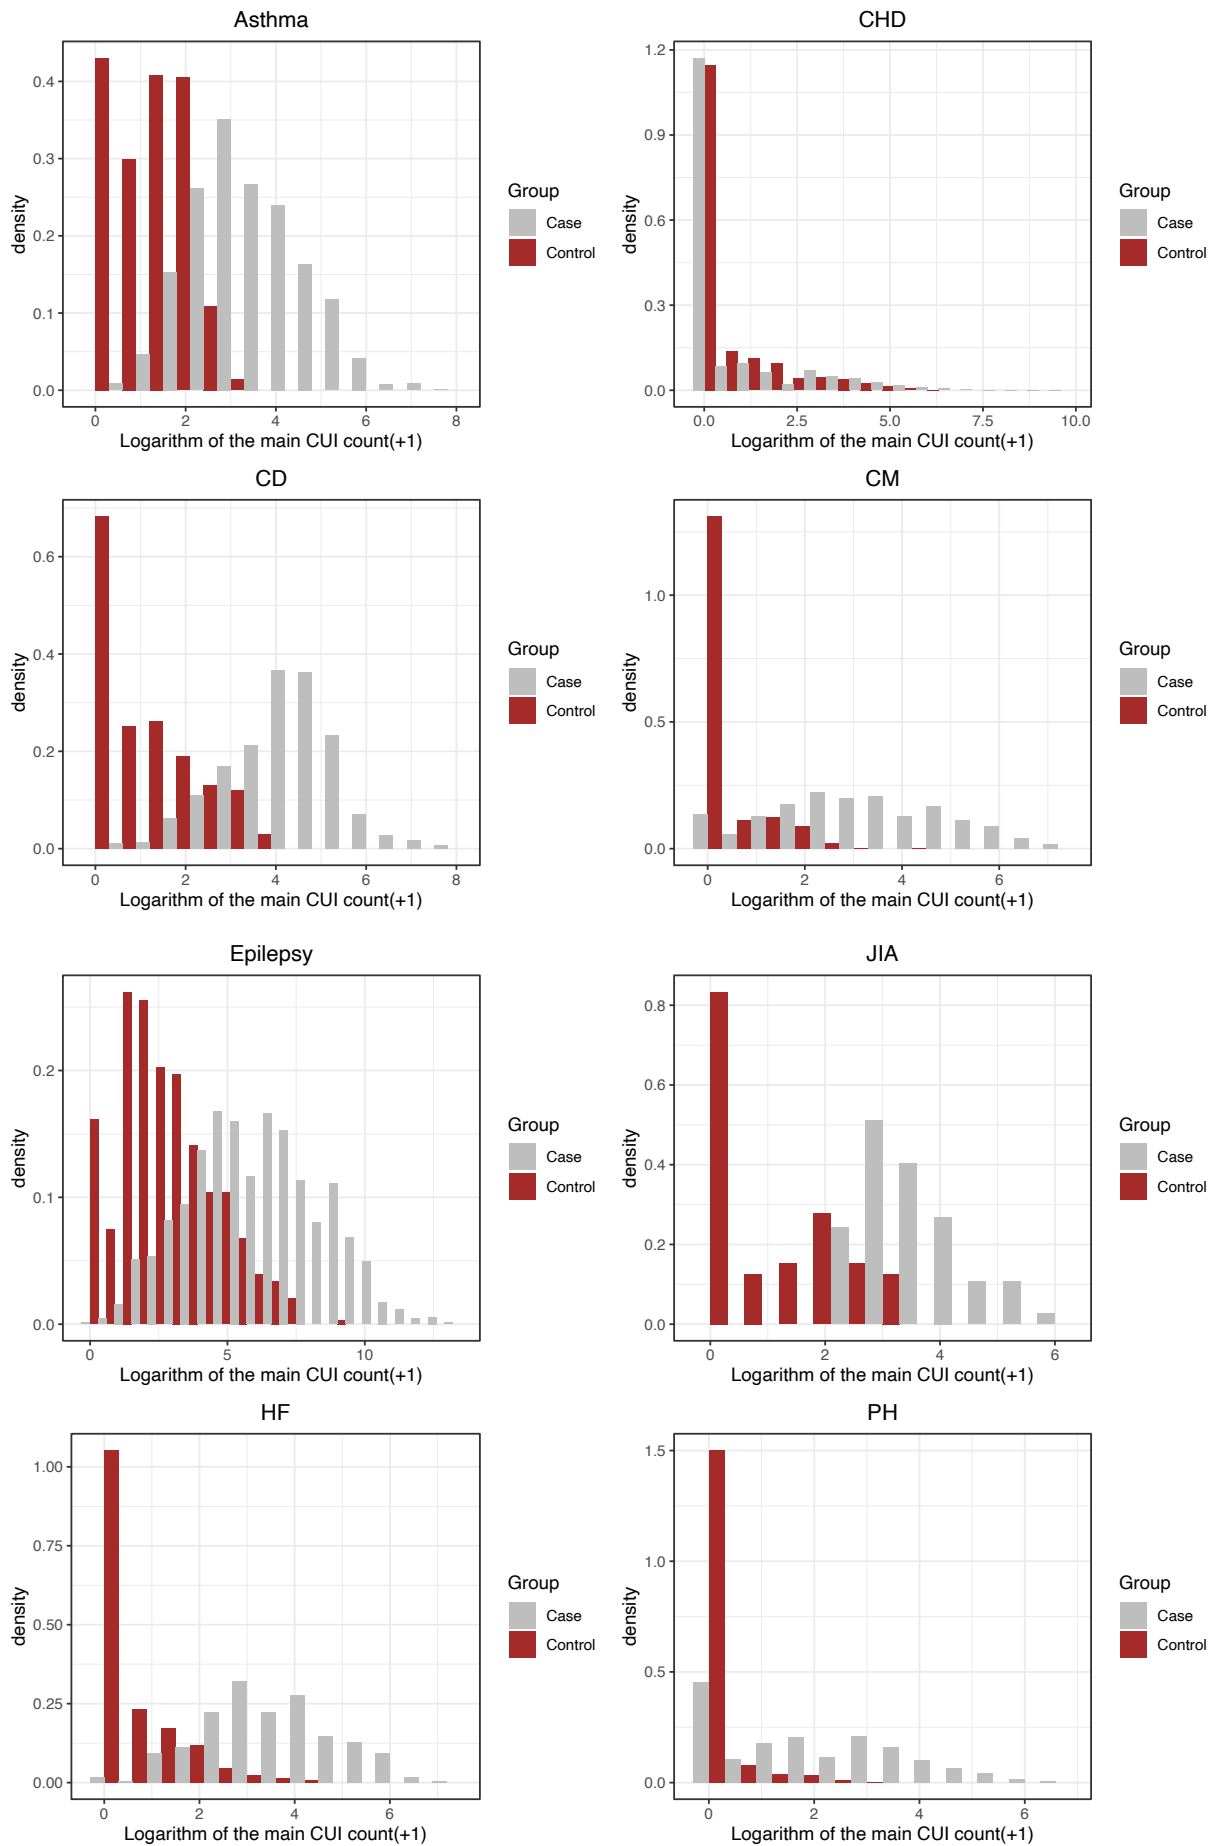 Asthma
density
0.4
0.3
0.2
0.1
0.0
0 2 4 6 8
Logarithm of the main CUI count(+1)
Group
Case
Control
CHD
density
1.2
0.9
0.6
0.3
0.0
0.0 2.5 5.0 7.5 10.0
Logarithm of the main CUI count(+1)
Group
Case
Control
CD
density
0.6
0.4
0.2
0.0
0 2 4 6 8
Logarithm of the main CUI count(+1)
Group
Case
Control
CM
density
1.0
0.5
0.0
0 2 4 6
Logarithm of the main CUI count(+1)
Group
Case
Control
Epilepsy
density
0.2
0.1
0.0
0 5 10
Logarithm of the main CUI count(+1)
Group
Case
Control
JIA
density
0.8
0.6
0.4
0.2
0.0
0 2 4 6
Logarithm of the main CUI count(+1)
Group
Case
Control
HF
density
1.00
0.75
0.50
0.25
0.00
0 2 4 6
Logarithm of the main CUI count(+1)
Group
Case
Control
PH
density
1.5
1.0
0.5
0.0
0 2 4 6
Logarithm of the main CUI count(+1)
Group
Case
Control